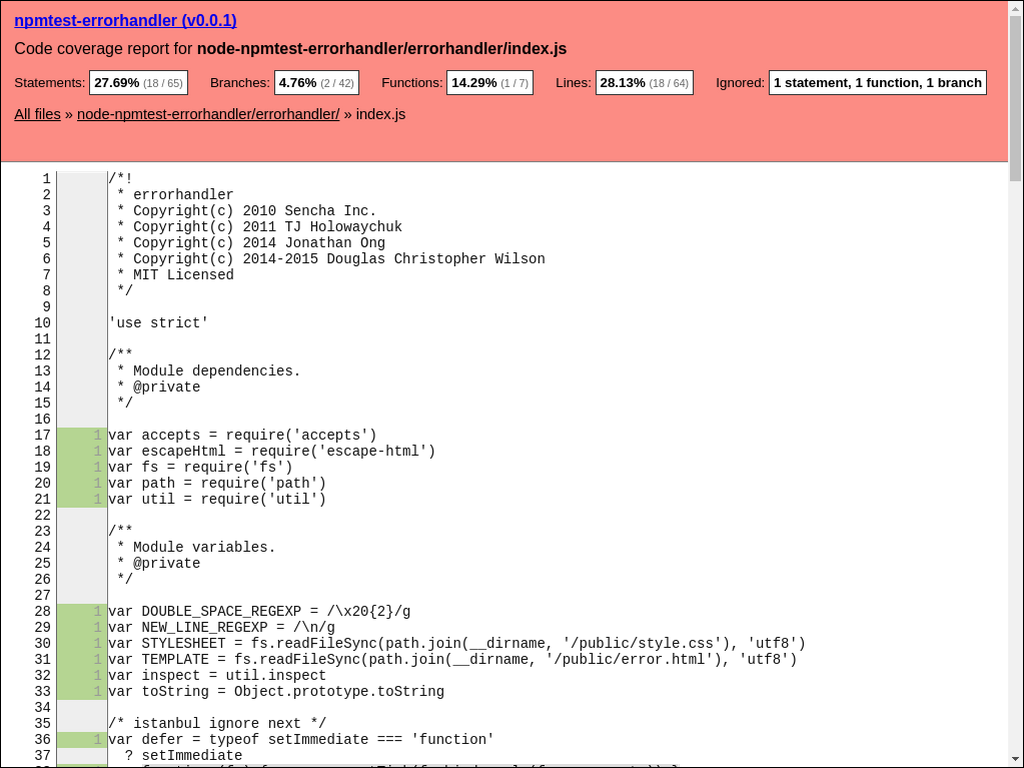 npmtest-errorhandler (v0.0.1)
Code coverage report for node-npmtest-errorhandler/errorhandler/index.js
Statements: 27.69% (18 / 65) Branches: 4.76% (2 / 42) Functions: 14.29% (1 / 7) Lines: 28.13% (18 / 64) Ignored: 1 statement, 1 function, 1 branch
All files » node-npmtest-errorhandler/errorhandler/ » index.js
1 /*!
2 * errorhandler
3 * Copyright(c) 2010 Sencha Inc.
4 * Copyright(c) 2011 TJ Holowaychuk
5 * Copyright(c) 2014 Jonathan Ong
6 * Copyright(c) 2014-2015 Douglas Christopher Wilson
7 * MIT Licensed
8 */
9
10 'use strict'
11
12 /**
13 * Module dependencies.
14 * @private
15 */
16
17 1 var accepts = require('accepts')
18 1 var escapeHtml = require('escape-html')
19 1 var fs = require('fs')
20 1 var path = require('path')
21 1 var util = require('util')
22
23 /**
24 * Module variables.
25 * @private
26 */
27
28 1 var DOUBLE_SPACE_REGEXP = /\x20{2}/g
29 1 var NEW_LINE_REGEXP = /\n/g
30 1 var STYLESHEET = fs.readFileSync(path.join(__dirname, '/public/style.css'), 'utf8')
31 1 var TEMPLATE = fs.readFileSync(path.join(__dirname, '/public/error.html'), 'utf8')
32 1 var inspect = util.inspect
33 1 var toString = Object.prototype.toString
34
35 /* istanbul ignore next */
36 1 var defer = typeof setImmediate === 'function'
37 ? setImmediate